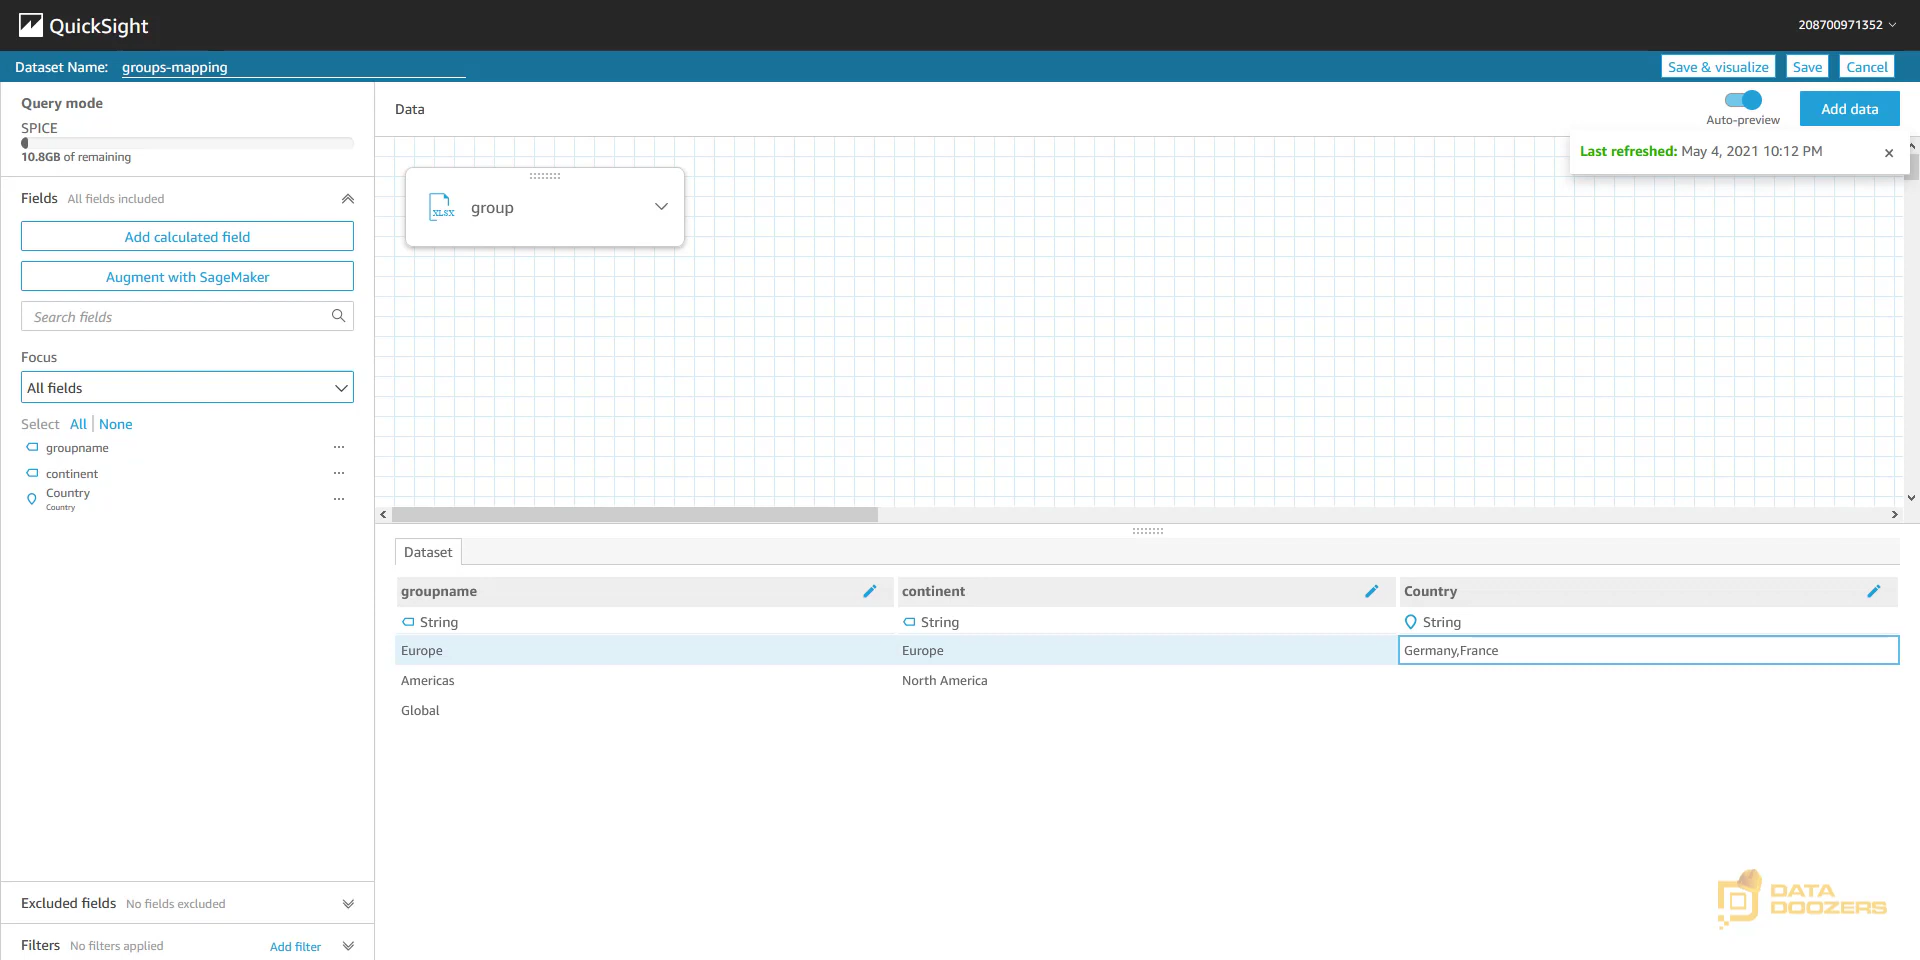 QuickSight
208700971352
Dataset Name: groups-mapping
Save & visualize Save Cancel
Query mode
SPICE
10.8GB of remaining
Data
Auto-preview
Add data
Last refreshed: May 4, 2021 10:12 PM
Fields All fields included
Add calculated field
Augment with SageMaker
Search fields
Focus
All fields
Select All None
groupname
continent
Country
Country
XLSX
group
Dataset
groupname continent Country
String String String
Europe Europe Germany,France
Americas North America
Global
Excluded fields No fields excluded
Filters No filters applied Add filter
DATA
DOOZERS